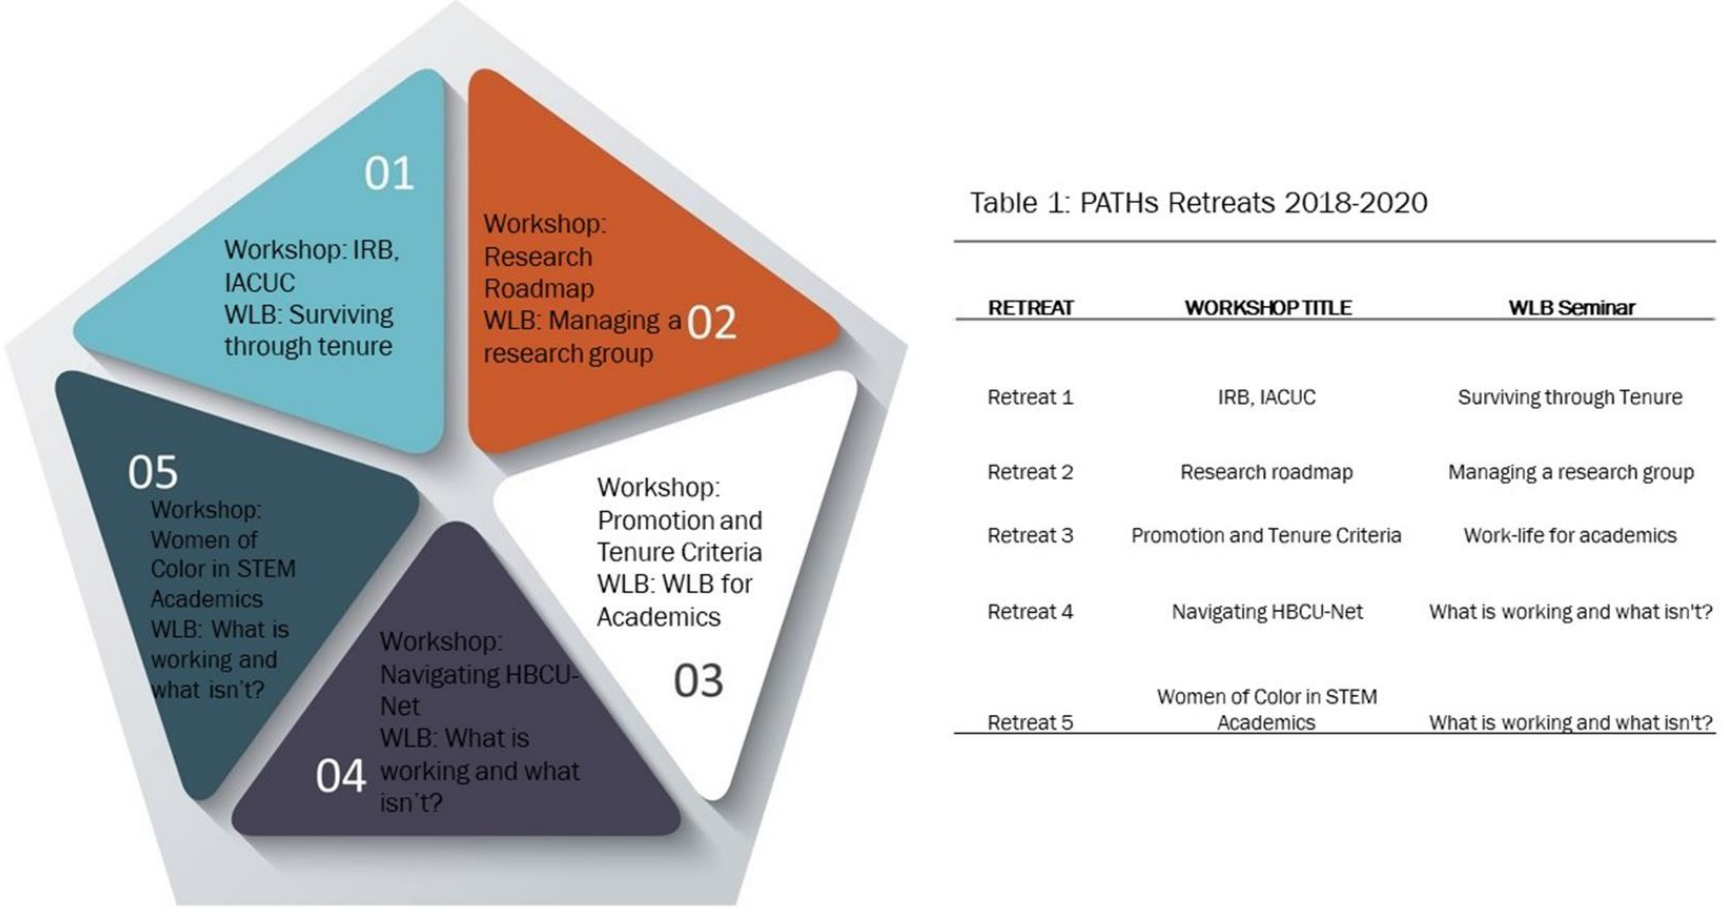 01
Workshop: IRB,
IACUC
WLB: Surviving
through tenure
Workshop:
Research
Roadmap
WLB: Managing a
research group
02
Workshop:
Promotion and
Tenure Criteria
WLB: WLB for
Academics
03
Workshop:
Navigating HBCU-
Net
WLB: What is
working and what
isn't?
04
05
Workshop:
Women of
Color in STEM
Academics
WLB: What is
working and
what isn't?
Table 1: PATHs Retreats 2018-2020
RETREAT WORKSHOP TITLE WLB Seminar
Retreat 1 IRB, IACUC Surviving through Tenure
Retreat 2 Research roadmap Managing a research group
Retreat 3 Promotion and Tenure Criteria Work-life for academics
Retreat 4 Navigating HBCU-Net What is working and what isn't?
Women of Color in STEM
Retreat 5 Academics What is working and what isn't?